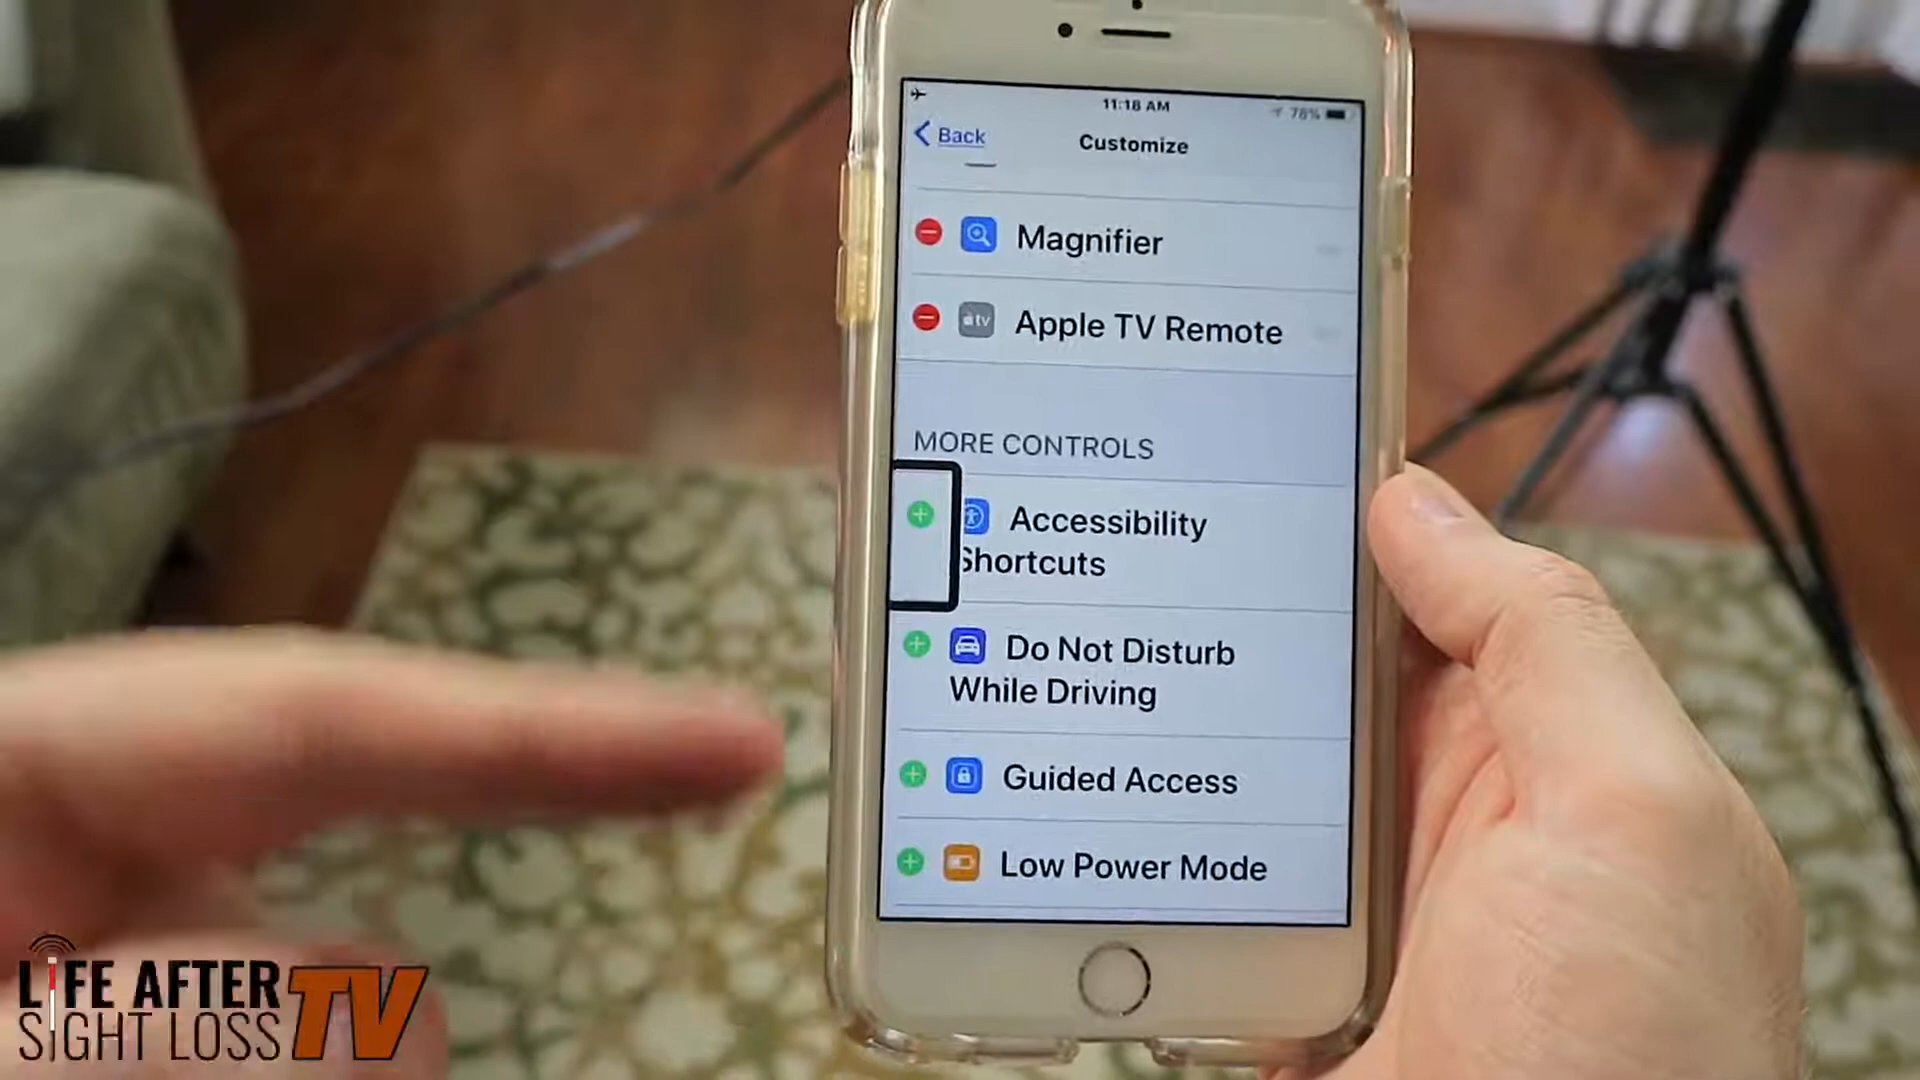 11:18 AM
78%
Back
Customize
Magnifier
tv
Apple TV Remote
MORE CONTROLS
Accessibility
Shortcuts
Do Not Disturb
While Driving
Guided Access
Low Power Mode
LIFE AFTER
SIGHT LOSS
TV